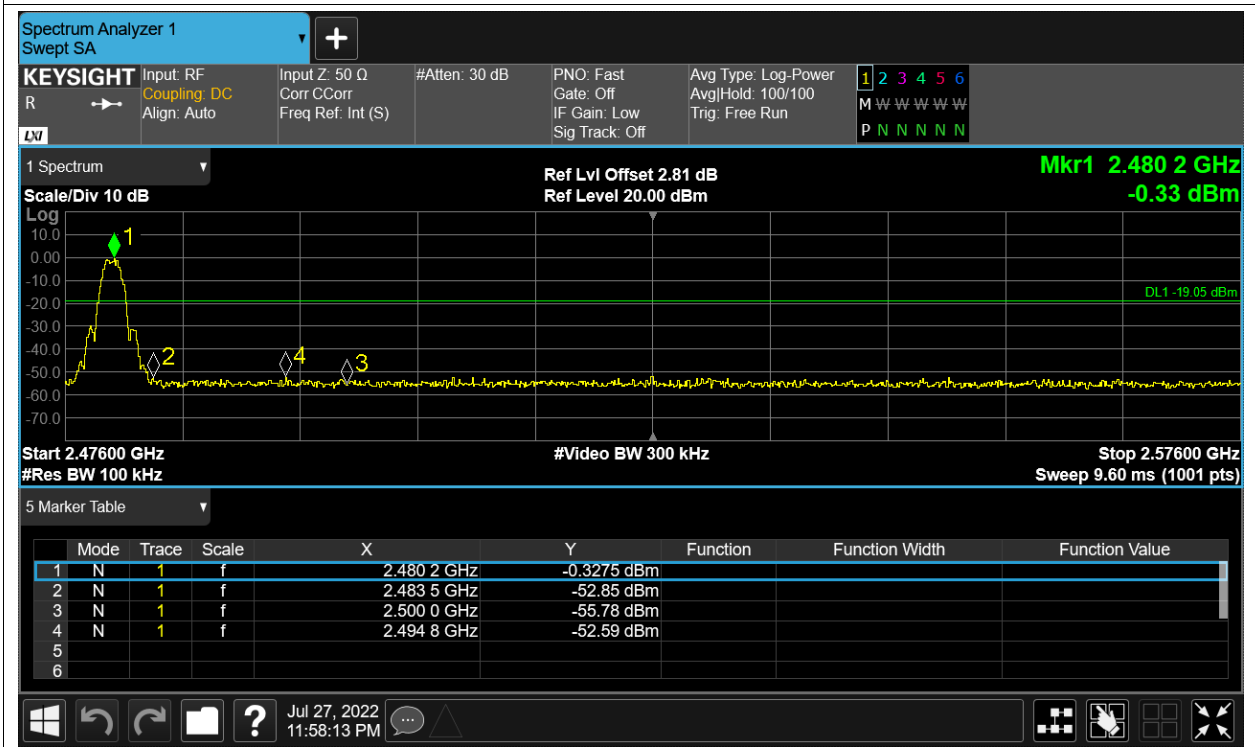 Spectrum Analyzer 1
Swept SA
KEYSIGHT Input: RF Input Z: 50 Ω #Atten: 30 dB PNO: Fast Avg Type: Log-Power 1 2 3 4 5 6
R Coupling: DC Corr CCorr Gate: Off Avg|Hold: 100/100 M W W W W W
Align: Auto Freq Ref: Int (S) IF Gain: Low Trig: Free Run
LXI Sig Track: Off P N N N N N
1 Spectrum Ref Lvl Offset 2.81 dB Mkr1 2.480 2 GHz
Scale/Div 10 dB Ref Level 20.00 dBm -0.33 dBm
Log
10.0 1
0.00
-10.0
DL1 -19.05 dBm
-20.0
-30.0
-40.0
2 4 3
-50.0
-60.0
-70.0
Start 2.47600 GHz #Video BW 300 kHz Stop 2.57600 GHz
#Res BW 100 kHz Sweep 9.60 ms (1001 pts)
5 Marker Table
Mode Trace Scale X Y Function Function Width Function Value
1 N 1 f 2.480 2 GHz -0.3275 dBm
2 N 1 f 2.483 5 GHz -52.85 dBm
3 N 1 f 2.500 0 GHz -55.78 dBm
4 N 1 f 2.494 8 GHz -52.59 dBm
5
6
? Jul 27, 2022
11:58:13 PM